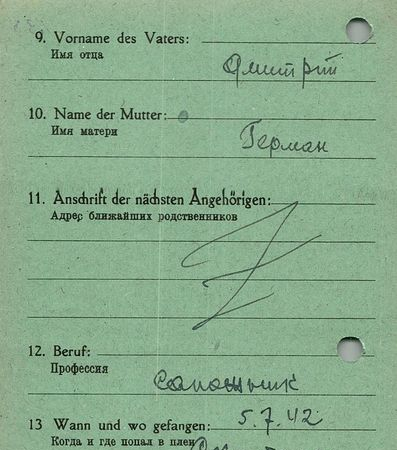 9. Vorname des Vaters:
Имя отца
Дмитрий
10. Name der Mutter:
Имя матери
Герман
11. Anschrift der nächsten Angehörigen:
Адрес ближайших родственников
12. Beruf:
Профессия
Сапожник
13 Wann und wo gefangen: 5.7.42
Когда и где попал в плен